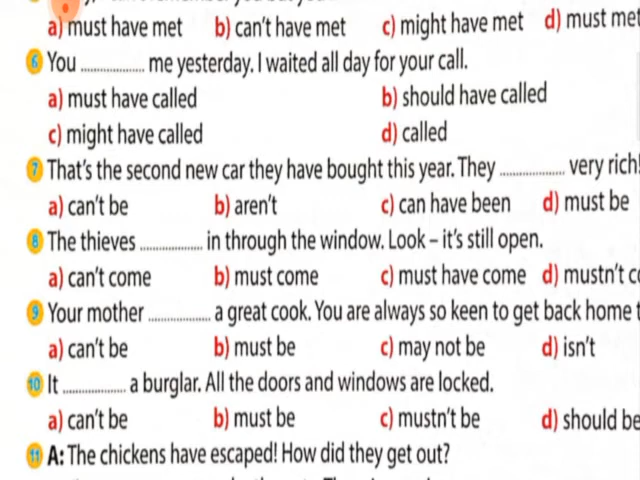 a) must have met b) can't have met c) might have met d) must met
6 You .................. me yesterday. I waited all day for your call.
a) must have called b) should have called
c) might have called d) called
7 That's the second new car they have bought this year. They .................. very rich!
a) can't be b) aren't c) can have been d) must be
8 The thieves .................. in through the window. Look – it's still open.
a) can't come b) must come c) must have come d) mustn't
9 Your mother .................. a great cook. You are always so keen to get back home
a) can't be b) must be c) may not be d) isn't
10 It .................. a burglar. All the doors and windows are locked.
a) can't be b) must be c) mustn't be d) should be
11 A: The chickens have escaped! How did they get out?